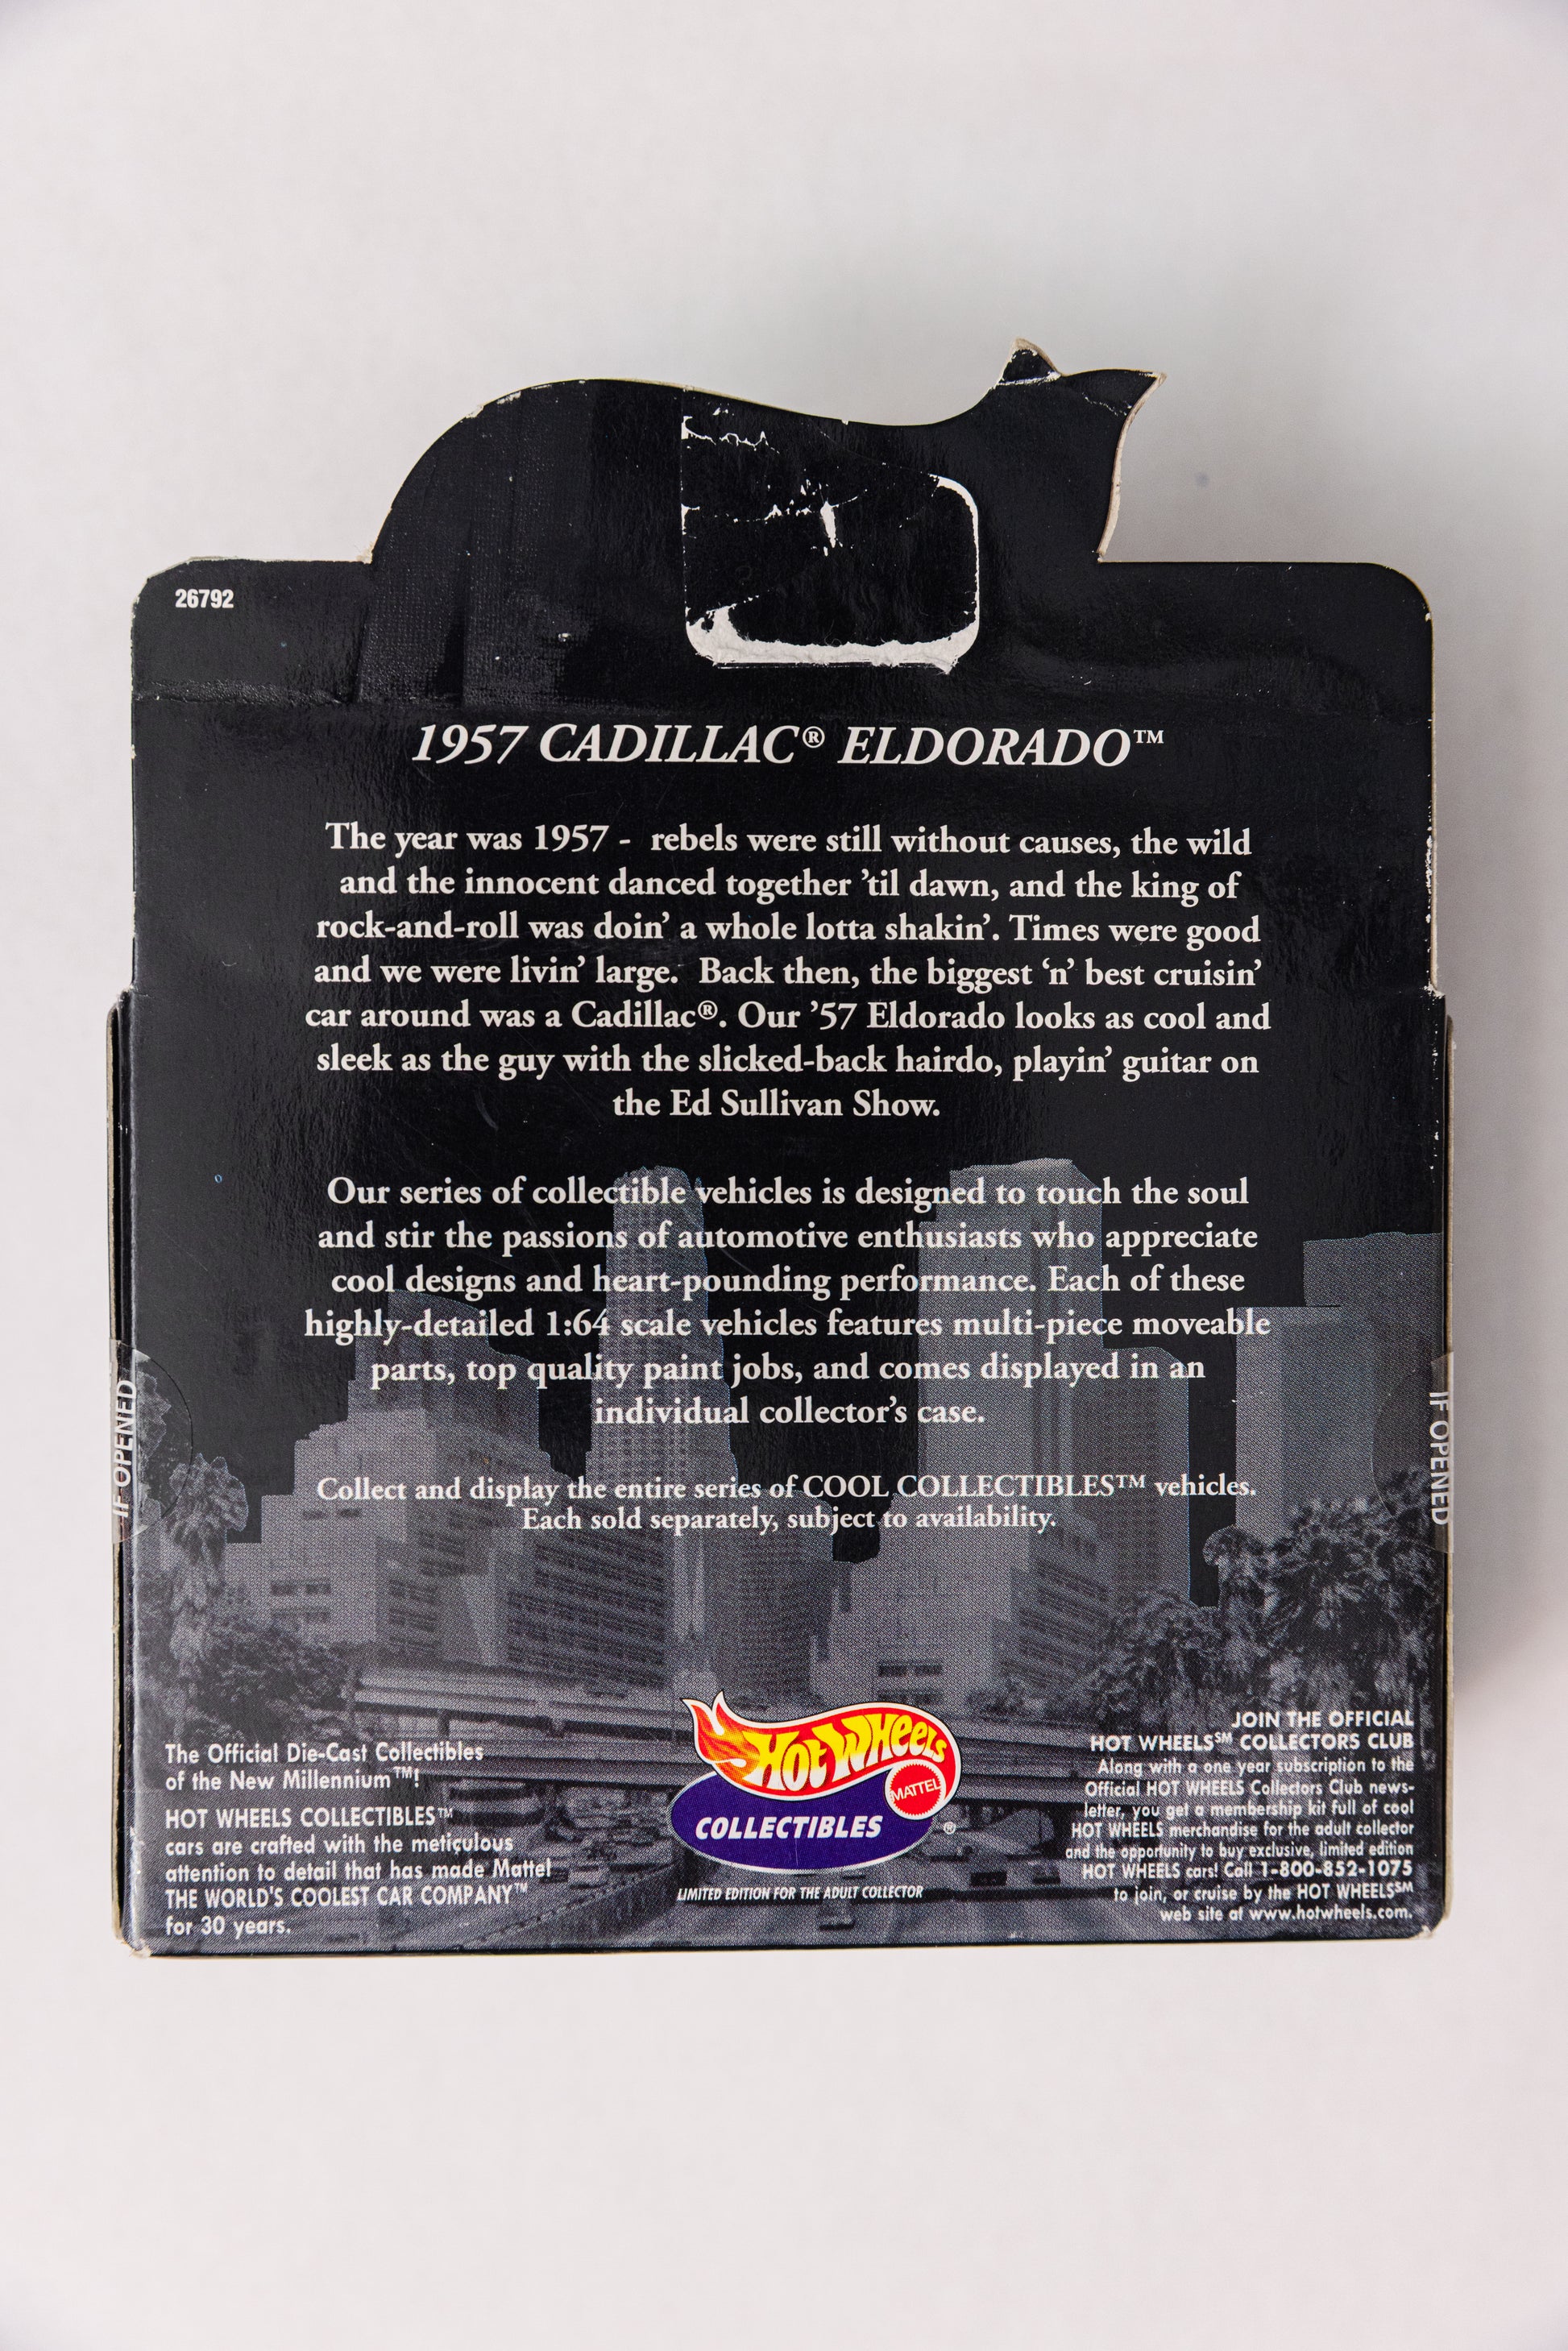 26792
1957 CADILLAC® ELDORADO™
The year was 1957 - rebels were still without causes, the wild
and the innocent danced together ’til dawn, and the king of
rock-and-roll was doin’ a whole lotta shakin’. Times were good
and we were livin’ large. Back then, the biggest ‘n’ best cruisin’
car around was a Cadillac®. Our ’57 Eldorado looks as cool and
sleek as the guy with the slicked-back hairdo, playin’ guitar on
the Ed Sullivan Show.
Our series of collectible vehicles is designed to touch the soul
and stir the passions of automotive enthusiasts who appreciate
cool designs and heart-pounding performance. Each of these
highly-detailed 1:64 scale vehicles features multi-piece moveable
parts, top quality paint jobs, and comes displayed in an
individual collector’s case.
IF OPENED
IF OPENED
Collect and display the entire series of COOL COLLECTIBLES™ vehicles.
Each sold separately, subject to availability.
The Official Die-Cast Collectibles
of the New Millennium™!
HOT WHEELS COLLECTIBLES™
cars are crafted with the meticulous
attention to detail that has made Mattel
THE WORLD'S COOLEST CAR COMPANY™
for 30 years.
HOT WHEELS
MATTEL
COLLECTIBLES ®
LIMITED EDITION FOR THE ADULT COLLECTOR
JOIN THE OFFICIAL
HOT WHEELS℠ COLLECTORS CLUB
Along with a one year subscription to the
Official HOT WHEELS Collectors Club news-
letter, you get a membership kit full of cool
HOT WHEELS merchandise for the adult collector
and the opportunity to buy exclusive, limited edition
HOT WHEELS cars! Call 1-800-852-1075
to join, or cruise by the HOT WHEELS℠
web site at www.hotwheels.com.